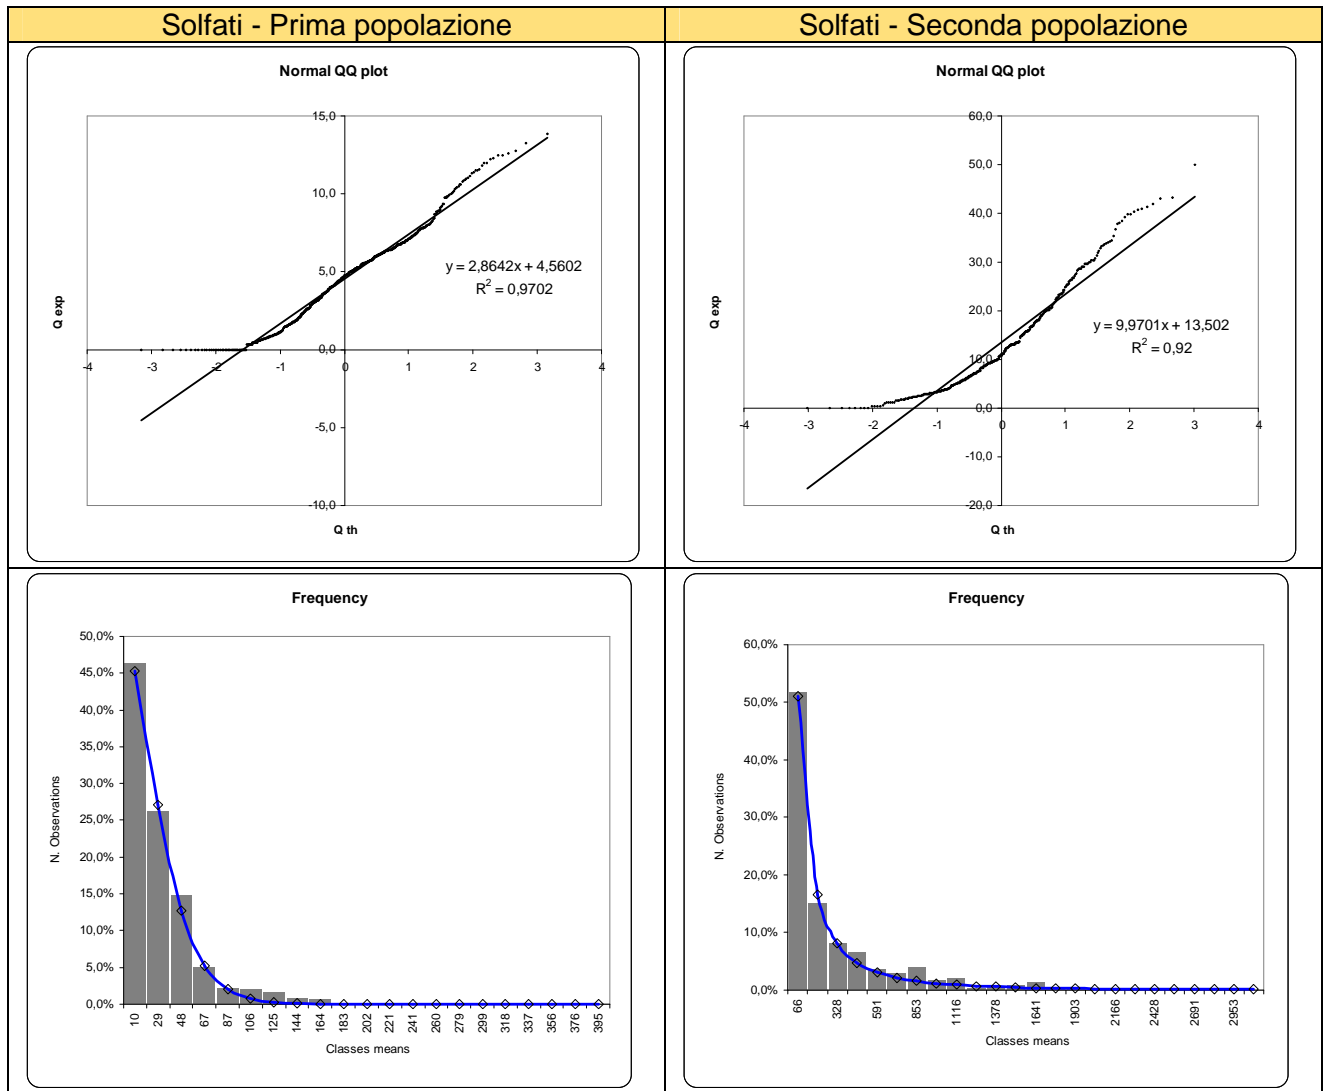 Solfati - Prima popolazione
Solfati - Seconda popolazione
Normal QQ plot
15,0
10,0
5,0
0,0
-5,0
-10,0
-4 -3 -2 -1 0 1 2 3 4
y = 2,8642x + 4,5602
R² = 0,9702
Q exp
Q th
Normal QQ plot
60,0
50,0
40,0
30,0
20,0
10,0
0,0
-10,0
-20,0
-4 -3 -2 -1 0 1 2 3 4
y = 9,9701x + 13,502
R² = 0,92
Q exp
Q th
Frequency
50,0%
45,0%
40,0%
35,0%
30,0%
25,0%
20,0%
15,0%
10,0%
5,0%
0,0%
N. Observations
10 29 48 67 87 106 125 144 164 183 202 221 241 260 279 299 318 337 356 376 395
Classes means
Frequency
60,0%
50,0%
40,0%
30,0%
20,0%
10,0%
0,0%
N. Observations
66 328 591 853 1116 1378 1641 1903 2166 2428 2691 2953
Classes means